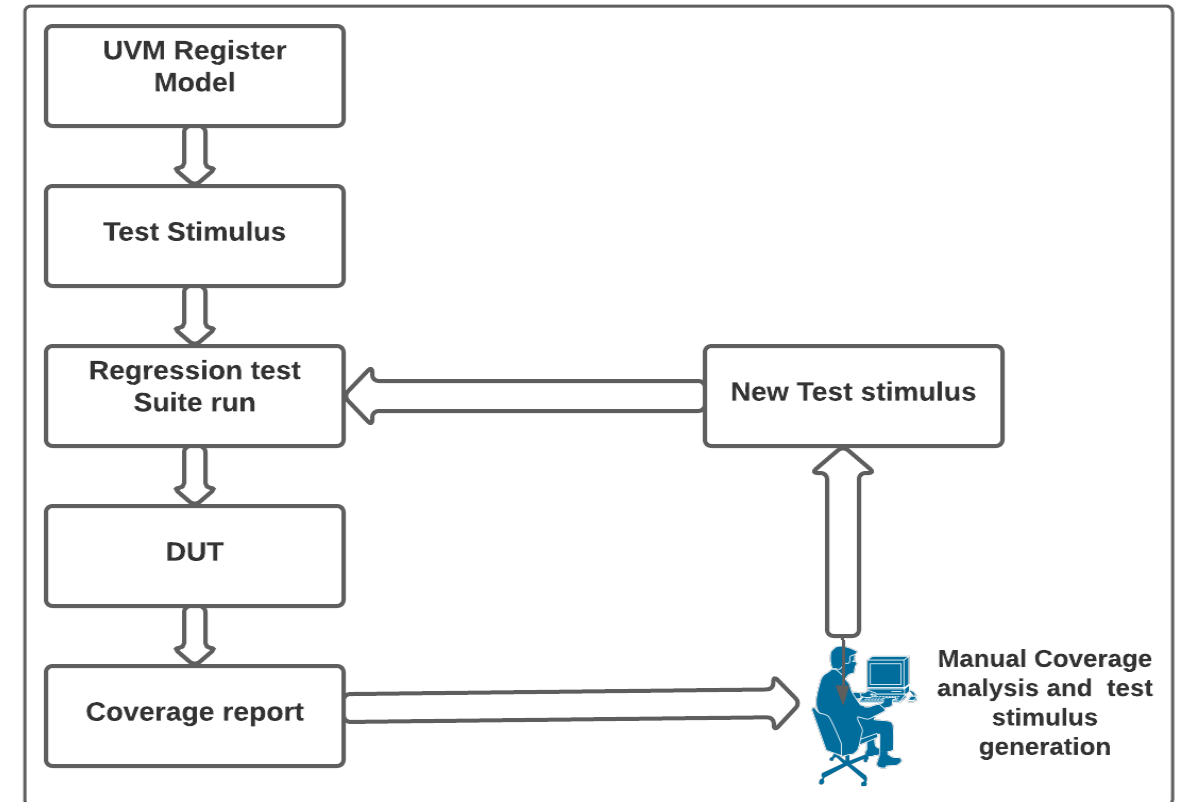 UVM Register
Model
Test Stimulus
Regression test
Suite run
New Test stimulus
DUT
Coverage report
Manual Coverage
analysis and  test
stimulus
generation